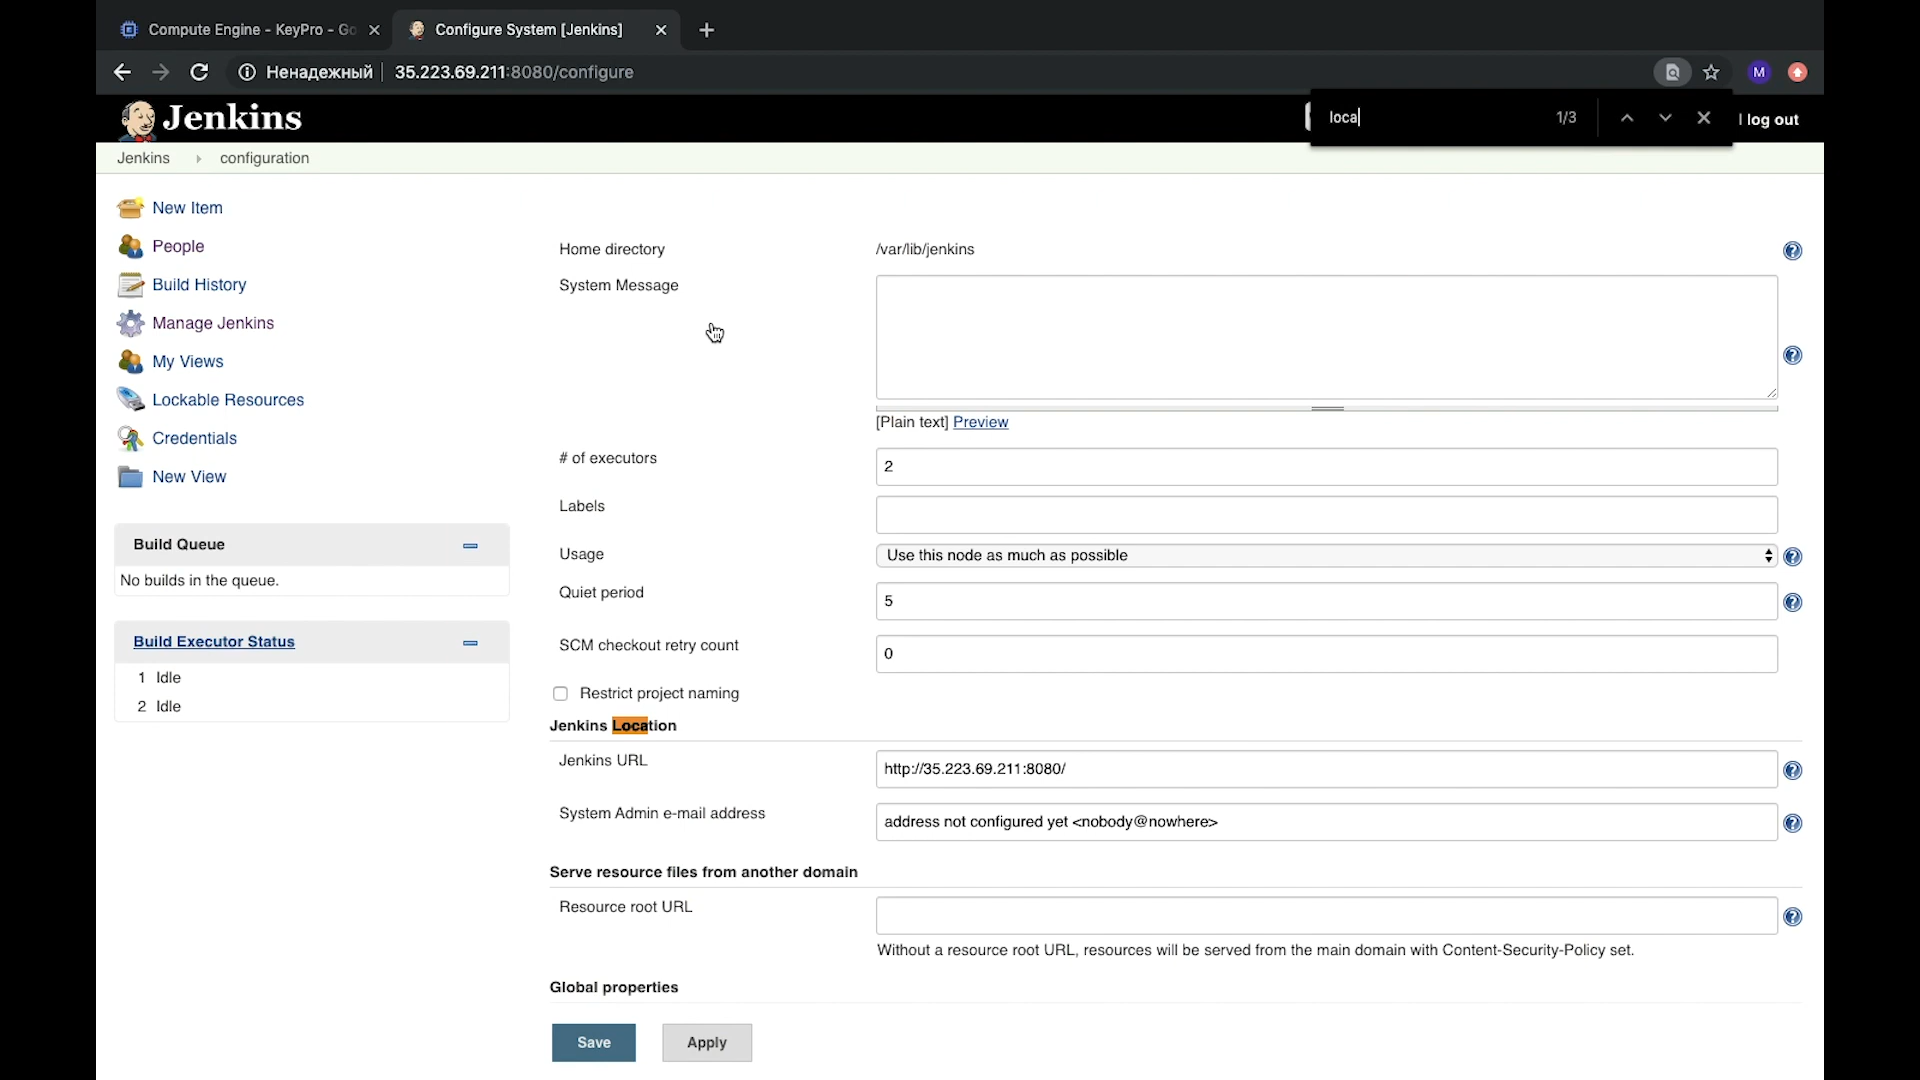 Compute Engine - KeyPro - Go
Configure System [Jenkins]
Ненадежный 35.223.69.211:8080/configure
M
Jenkins
loca 1/3
log out
Jenkins configuration
New Item
People
Build History
Manage Jenkins
My Views
Lockable Resources
Credentials
New View
Build Queue
No builds in the queue.
Build Executor Status
1 Idle
2 Idle
Home directory /var/lib/jenkins
System Message
[Plain text] Preview
# of executors 2
Labels
Usage Use this node as much as possible
Quiet period 5
SCM checkout retry count 0
Restrict project naming
Jenkins Location
Jenkins URL http://35.223.69.211:8080/
System Admin e-mail address address not configured yet <nobody@nowhere>
Serve resource files from another domain
Resource root URL
Without a resource root URL, resources will be served from the main domain with Content-Security-Policy set.
Global properties
Save Apply